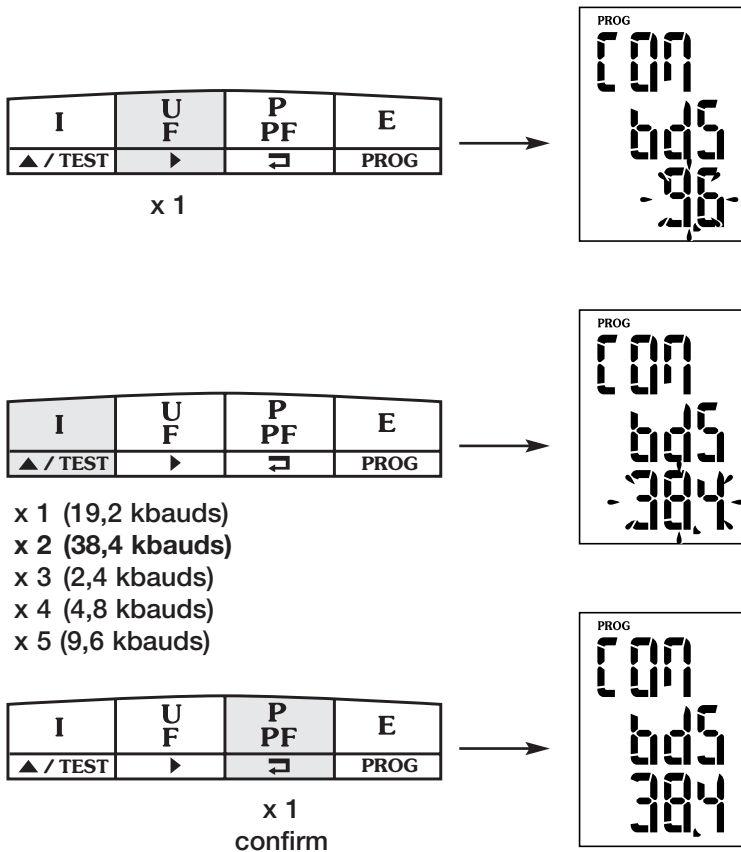 PROG
COM
bdS
9.6
I U F P PF E
▲ / TEST PROG
x 1
PROG
COM
bdS
38.4
I U F P PF E
▲ / TEST PROG
x 1 (19,2 kbauds)
x 2 (38,4 kbauds)
x 3 (2,4 kbauds)
x 4 (4,8 kbauds)
x 5 (9,6 kbauds)
PROG
COM
bdS
38.4
I U F P PF E
▲ / TEST PROG
x 1
confirm